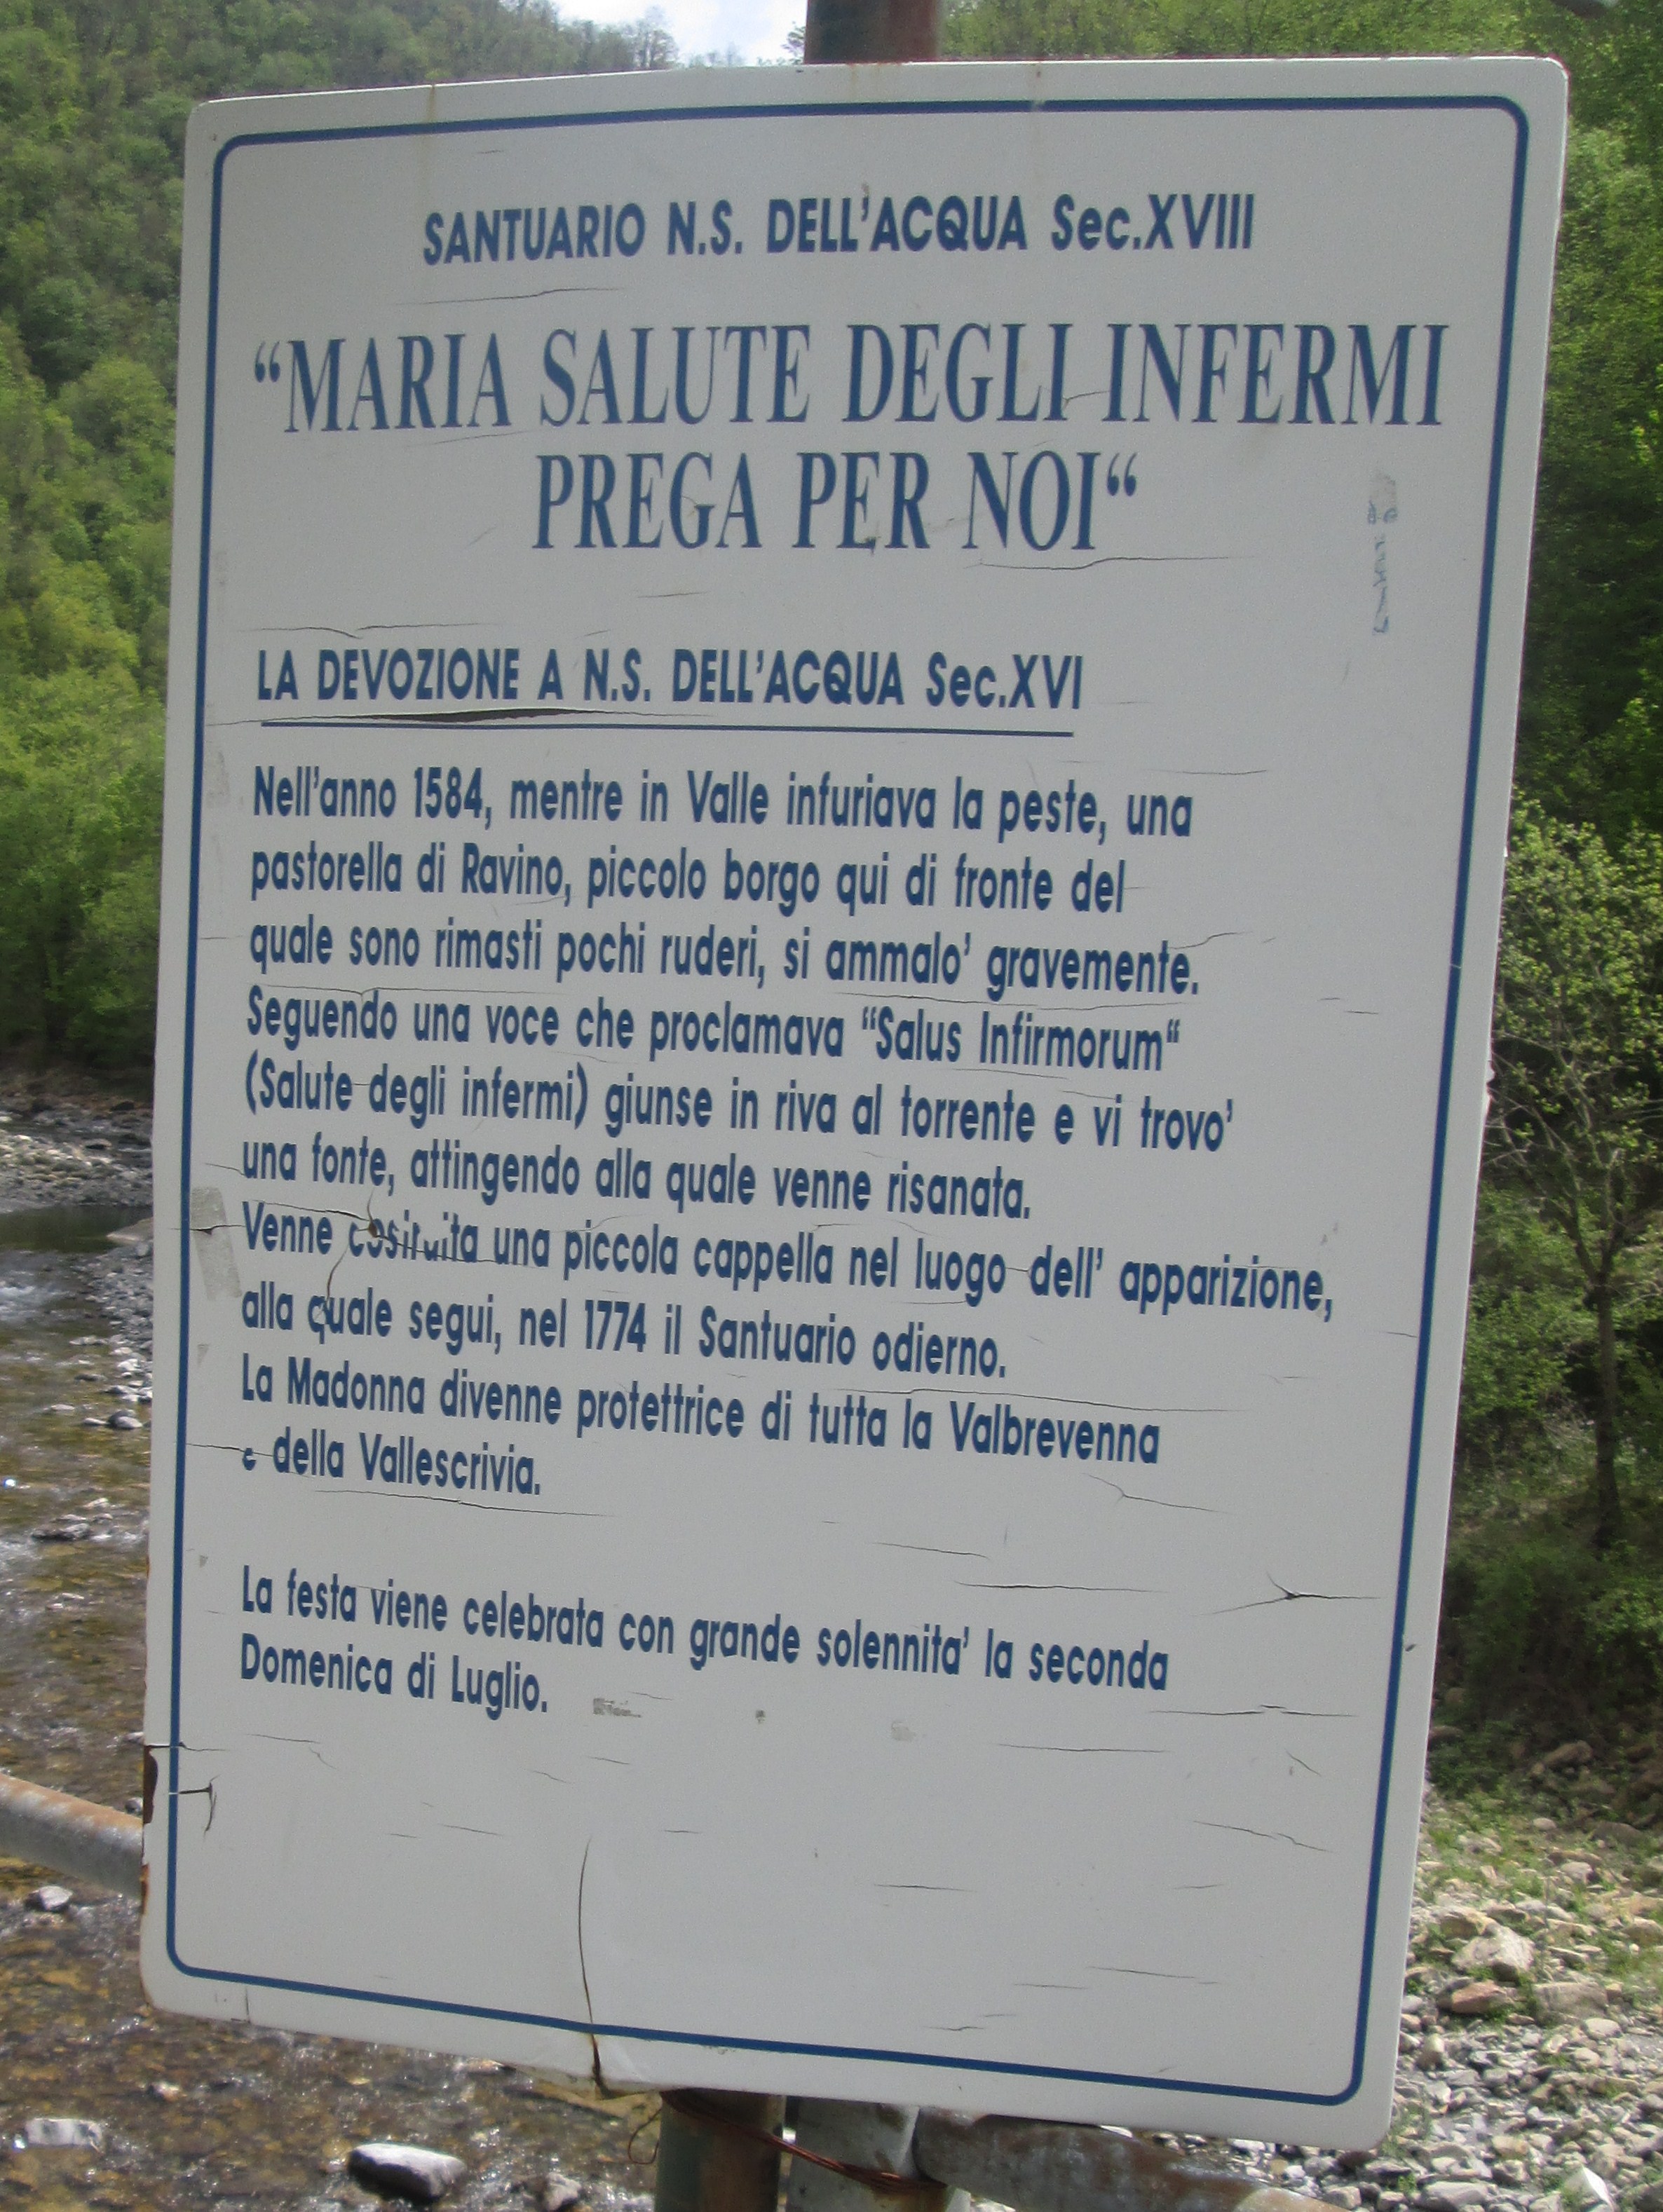 SANTUARIO N.S. DELL'ACQUA Sec.XVIII
“MARIA SALUTE DEGLI INFERMI
PREGA PER NOI“
LA DEVOZIONE A N.S. DELL'ACQUA Sec.XVI
Nell'anno 1584, mentre in Valle infuriava la peste, una
pastorella di Ravino, piccolo borgo qui di fronte del
quale sono rimasti pochi ruderi, si ammalo' gravemente.
Seguendo una voce che proclamava “Salus Infirmorum“
(Salute degli infermi) giunse in riva al torrente e vi trovo'
una fonte, attingendo alla quale venne risanata.
Venne costruita una piccola cappella nel luogo dell' apparizione,
alla quale segui, nel 1774 il Santuario odierno.
La Madonna divenne protettrice di tutta la Valbrevenna
e della Vallescrivia.
La festa viene celebrata con grande solennita' la seconda
Domenica di Luglio.